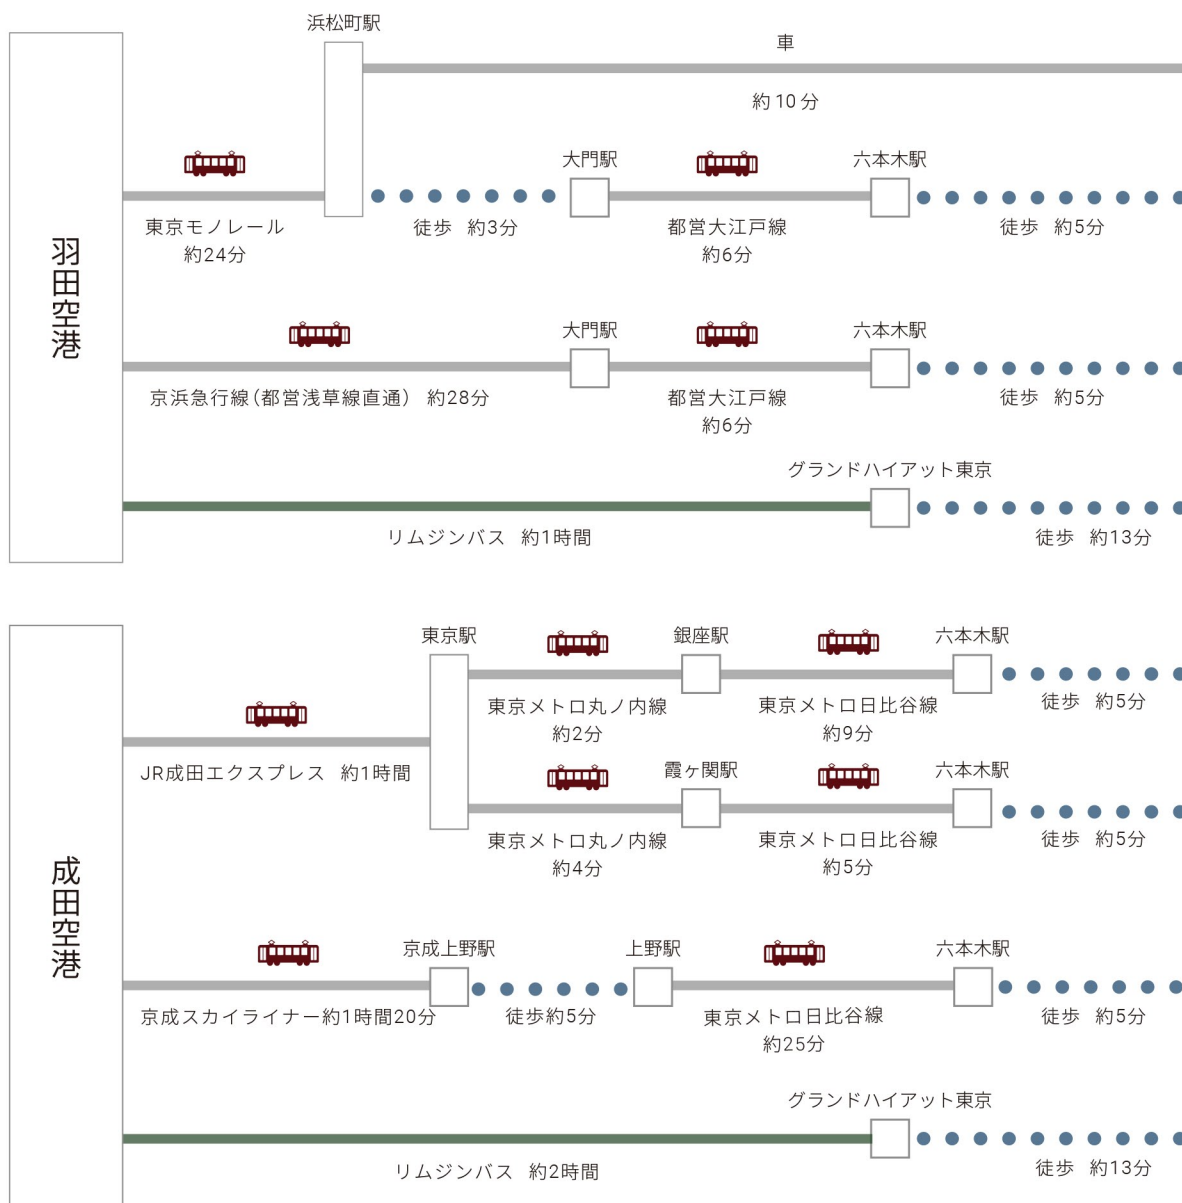 浜松町駅
車
約10分
大門駅
六本木駅
東京モノレール
約24分
徒歩 約3分
都営大江戸線
約6分
徒歩 約5分
羽田空港
大門駅
六本木駅
京浜急行線(都営浅草線直通) 約28分
都営大江戸線
約6分
徒歩 約5分
グランドハイアット東京
リムジンバス 約1時間
徒歩 約13分
東京駅
銀座駅
六本木駅
東京メトロ丸ノ内線
約2分
東京メトロ日比谷線
約9分
徒歩 約5分
JR成田エクスプレス 約1時間
霞ヶ関駅
六本木駅
東京メトロ丸ノ内線
約4分
東京メトロ日比谷線
約5分
徒歩 約5分
成田空港
京成上野駅
上野駅
六本木駅
京成スカイライナー約1時間20分
徒歩約5分
東京メトロ日比谷線
約25分
徒歩 約5分
グランドハイアット東京
リムジンバス 約2時間
徒歩 約13分